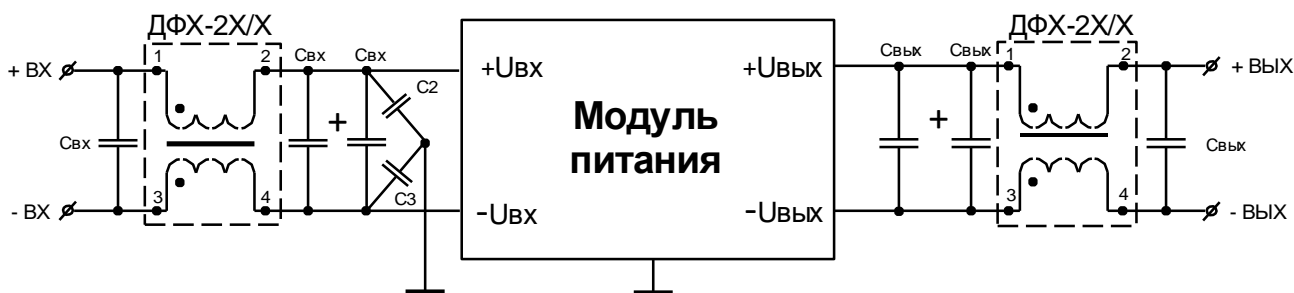 ДФХ-2Х/Х
ДФХ-2Х/Х
1
2
Свх
Свх
Свых
Свых
1
2
+ ВХ
+UВХ
+UВЫХ
+ ВЫХ
С2
+
+
Свх
Модуль
питания
Свых
С3
3
4
3
4
- ВХ
-UВХ
-UВЫХ
- ВЫХ